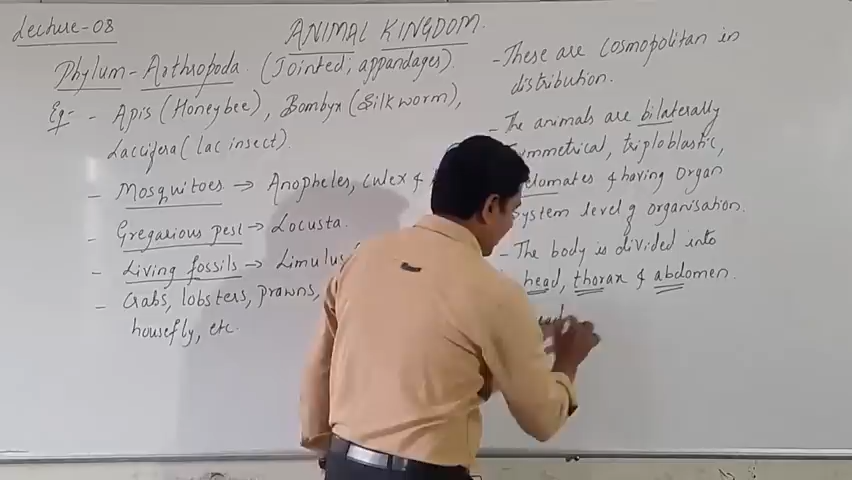 Lecture-08
ANIMAL KINGDOM.
Phylum-Arthropoda. (Jointed, appandages).
Eg:- - Apis (Honeybee), Bombyx (Silkworm),
Laccifera (lac insect).
- Mosquitoes → Anopheles, culex &
- Gregarious pest → Locusta.
- Living fossils → Limulus
- Crabs, lobsters, prawns,
housefly, etc.
- These are cosmopolitan in
distribution.
- The animals are bilaterally
symmetrical, triploblastic,
& having organ
system level of organisation.
- The body is divided into
head, thorax & abdomen.